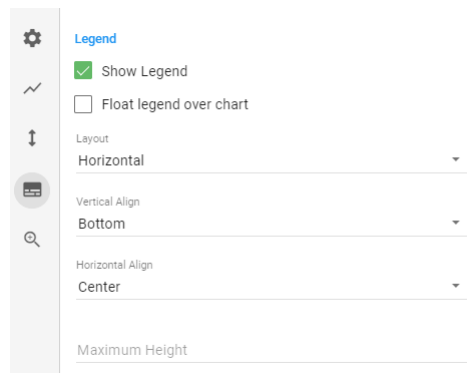 Legend
Show Legend
Float legend over chart
Layout
Horizontal
Vertical Align
Bottom
Horizontal Align
Center
Maximum Height